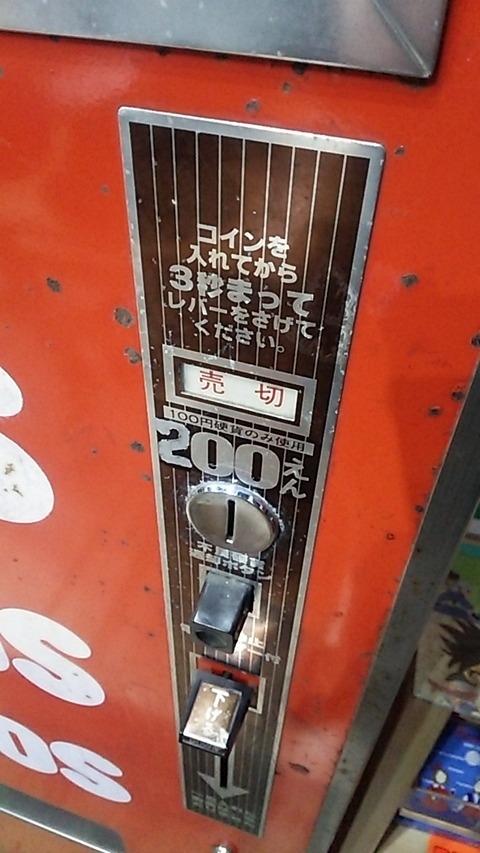 コインを
入れてから
3秒まって
レバーをさげて
ください。
売切
100円硬貨のみ使用
200えん
下げる
S
DS